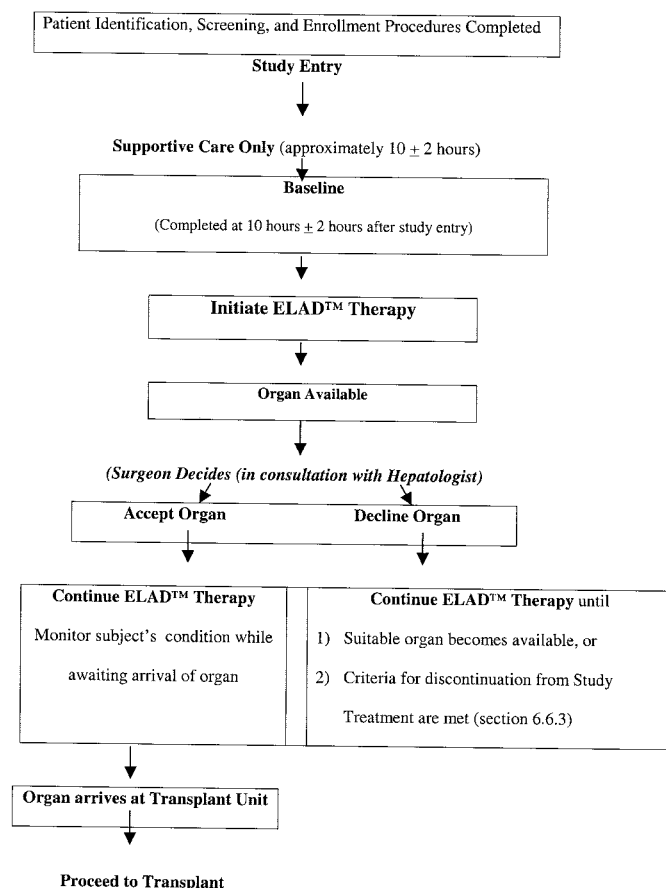 Patient Identification, Screening, and Enrollment Procedures Completed
Study Entry
Supportive Care Only (approximately 10 ± 2 hours)
Baseline
(Completed at 10 hours ± 2 hours after study entry)
Initiate ELAD™ Therapy
Organ Available
(Surgeon Decides (in consultation with Hepatologist)
Accept Organ
Decline Organ
Continue ELAD™ Therapy
Monitor subject's condition while
awaiting arrival of organ
Continue ELAD™ Therapy until
1) Suitable organ becomes available, or
2) Criteria for discontinuation from Study
Treatment are met (section 6.6.3)
Organ arrives at Transplant Unit
Proceed to Transplant